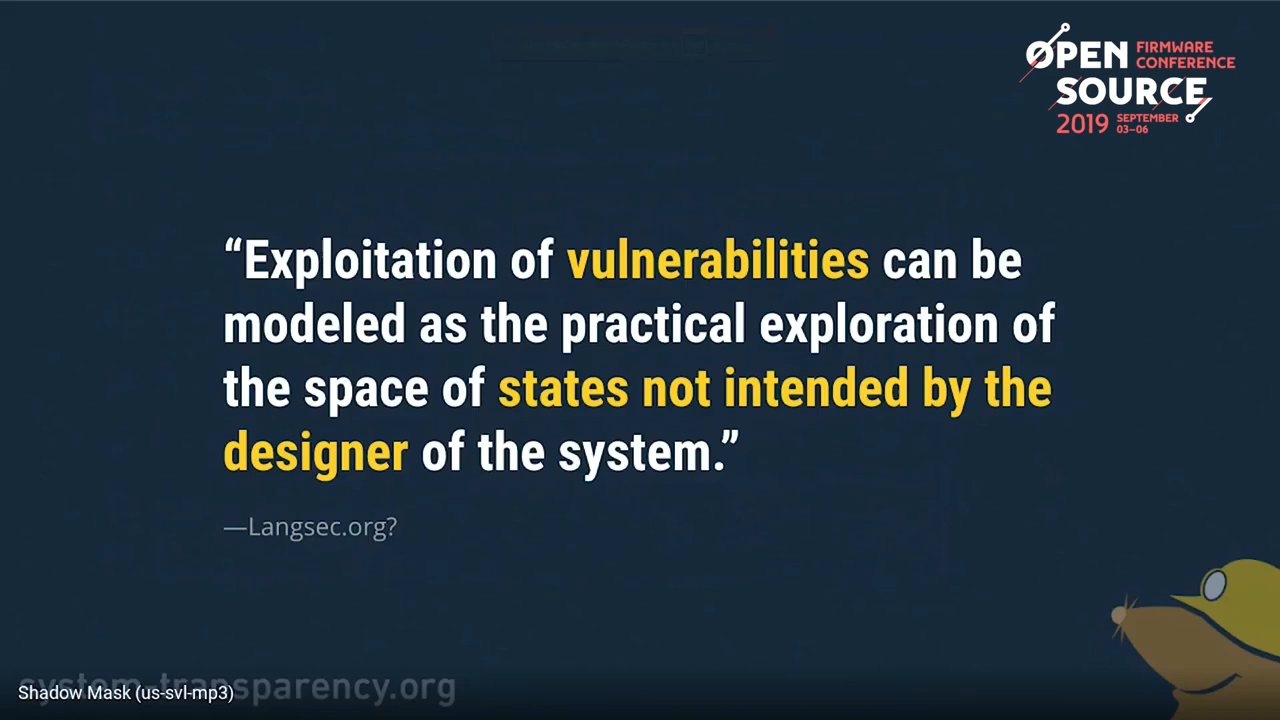 OPEN FIRMWARE
CONFERENCE
SOURCE
2019 SEPTEMBER
03–06
“Exploitation of vulnerabilities can be
modeled as the practical exploration of
the space of states not intended by the
designer of the system.”
—Langsec.org?
system-transparency.org
Shadow Mask (us-svl-mp3)